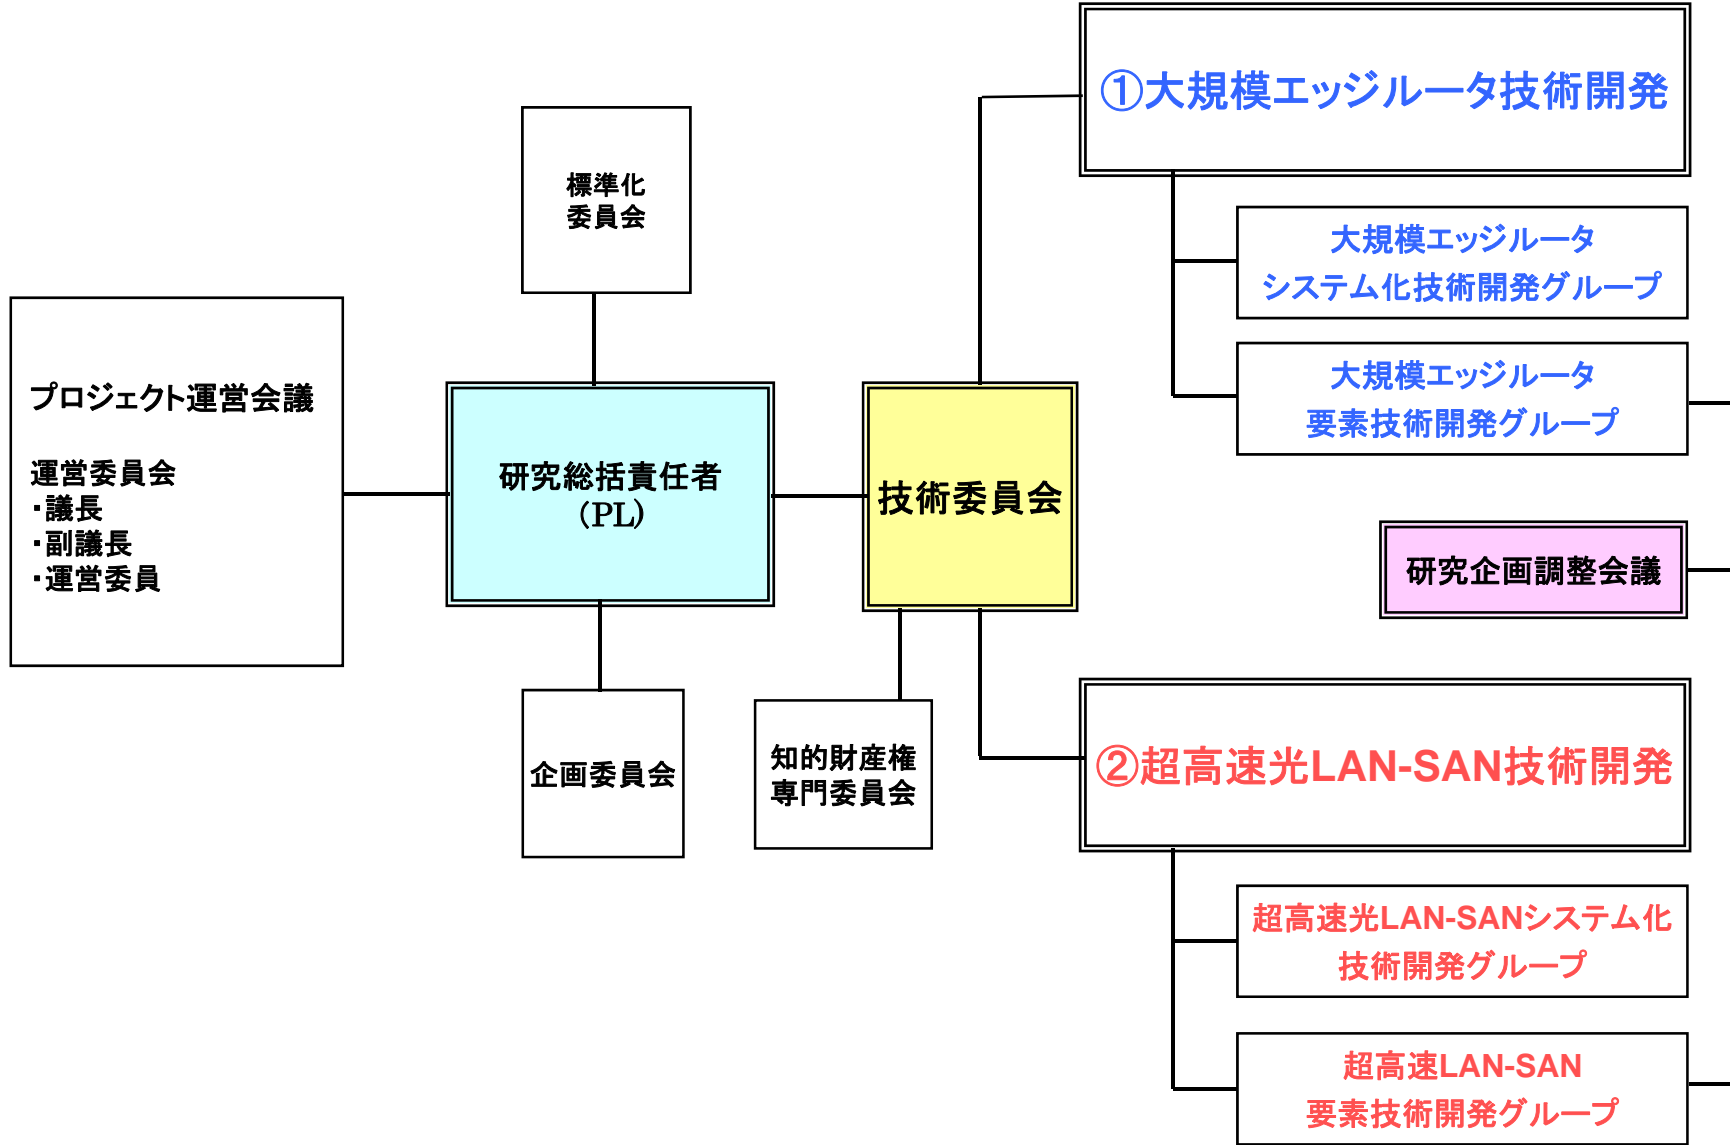 プロジェクト運営会議
運営委員会
・議長
・副議長
・運営委員
標準化
委員会
研究総括責任者
（PL）
企画委員会
技術委員会
知的財産権
専門委員会
①大規模エッジルータ技術開発
大規模エッジルータ
システム化技術開発グループ
大規模エッジルータ
要素技術開発グループ
研究企画調整会議
②超高速光LAN-SAN技術開発
超高速光LAN-SANシステム化
技術開発グループ
超高速LAN-SAN
要素技術開発グループ